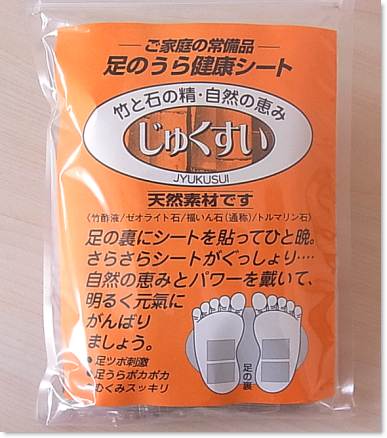 ご家庭の常備品
足のうら健康シート
竹と石の精・自然の恵み
じゅくすい
JYUKUSUI
天然素材です
《竹酢液/ゼオライト石/福いん石(通称)/トルマリン石》
足の裏にシートを貼ってひと晩。
さらさらシートがぐっしょり‥‥
自然の恵みとパワーを戴いて、
明るく元氣に
がんばり
ましょう。
●足ツボ刺激
●足うらポカポカ
●むくみスッキリ
足の裏